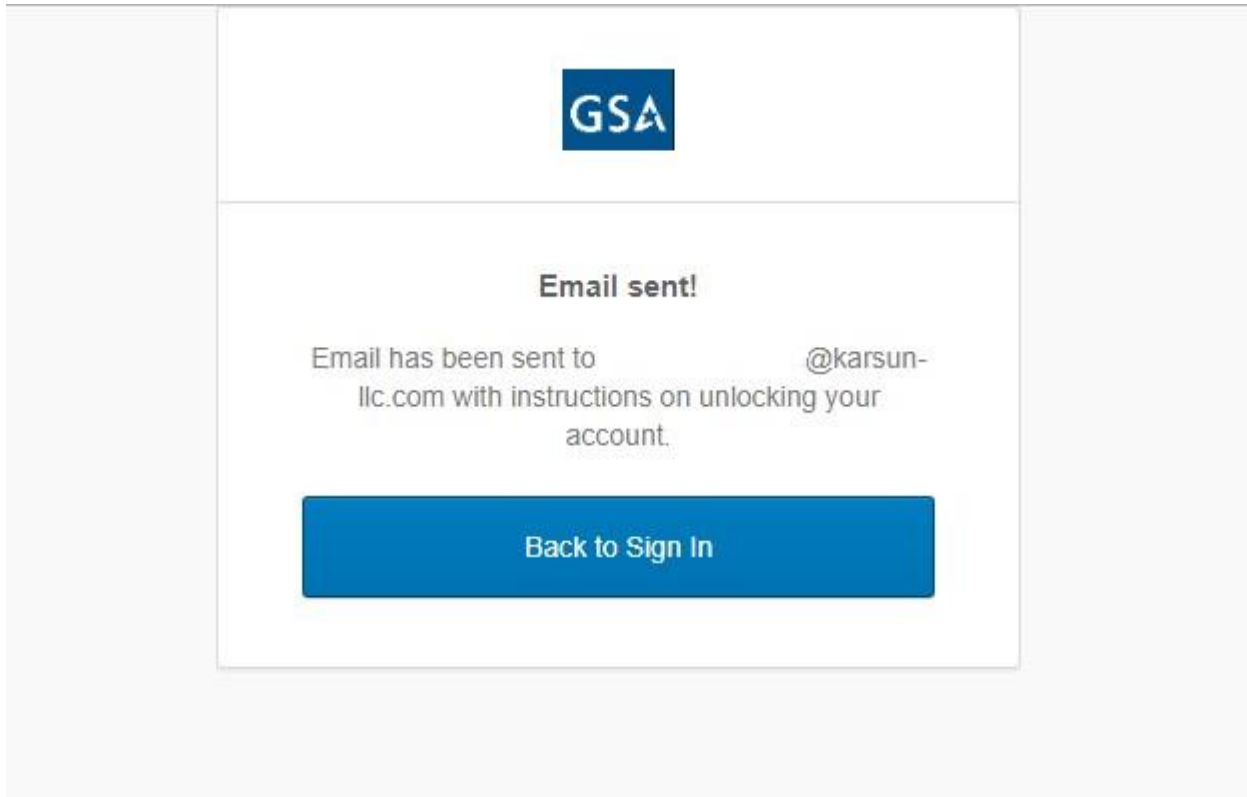 GSA
Email sent!
Email has been sent to @karsun-
llc.com with instructions on unlocking your
account.
Back to Sign In